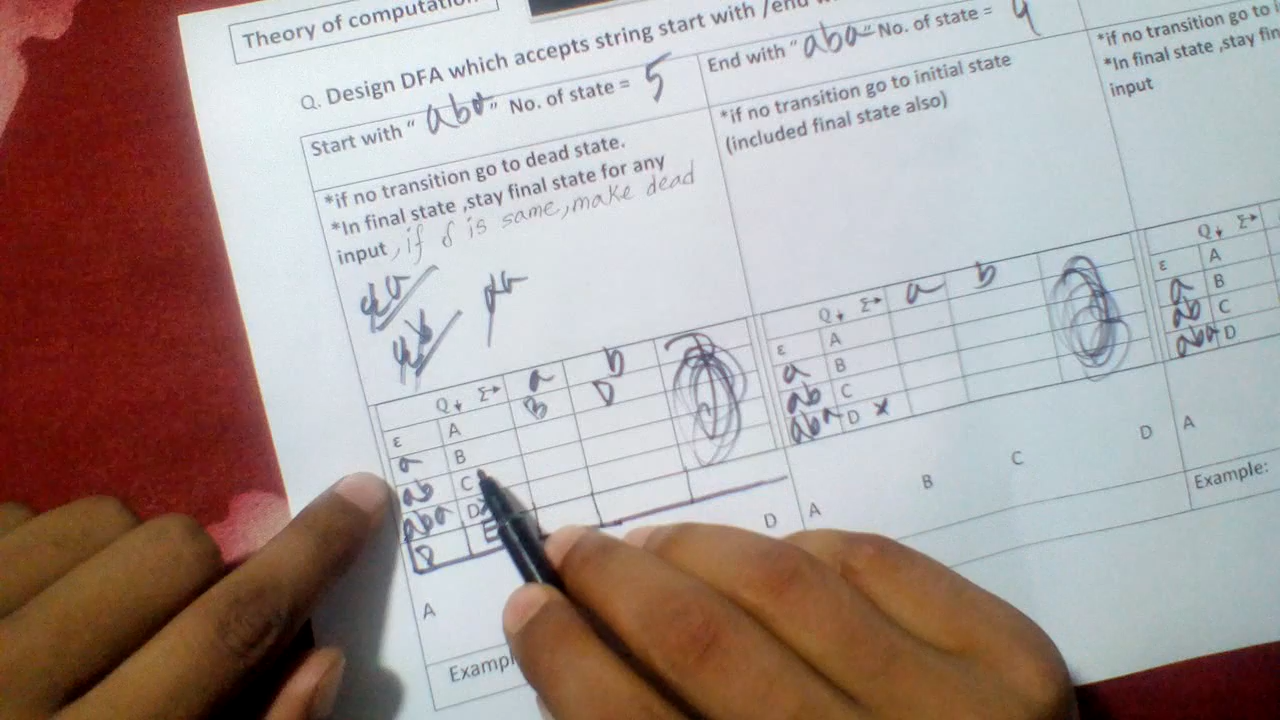 Theory of computation
Q. Design DFA which accepts string start with /end
Start with " aba" No. of state = 5
End with " aba" No. of state = 4
*if no transition go to dead state.
*In final state ,stay final state for any
input , if δ is same, make dead
*if no transition go to initial state
(included final state also)
*if no transition go to
*In final state ,stay
input
εa
εb
Q↓ Σ→ a b
ε A B D
a B
ab C
aba D
E
Q↓ Σ→ a b
ε A
a B
ab C
aba D x
Q↓ Σ→
ε A
a B
ab C
aba D
A D
A B C D
A
Example: